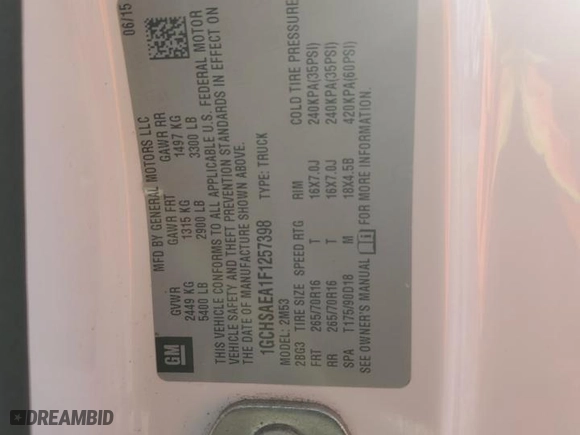 06/15
MFD BY GENERAL MOTORS LLC
GVWR GAWR FRT GAWR RR
2449 KG 1315 KG 1497 KG
5400 LB 2900 LB 3300 LB
THIS VEHICLE CONFORMS TO ALL APPLICABLE U.S. FEDERAL MOTOR
VEHICLE SAFETY AND THEFT PREVENTION STANDARDS IN EFFECT ON THE
DATE OF MANUFACTURE SHOWN ABOVE.
1GCHSAEA1F1257398 TYPE: TRUCK
MODEL: 2M53
2BG3 TIRE SIZE SPEED RTG RIM COLD TIRE PRESSURE
FRT 265/70R16 T 16X7.0J 240KPA(35PSI)
RR 265/70R16 T 16X7.0J 240KPA(35PSI)
SPA T175/90D18 M 18X4.5B 420KPA(60PSI)
SEE OWNER'S MANUAL FOR MORE INFORMATION.
GM
DREAMBID